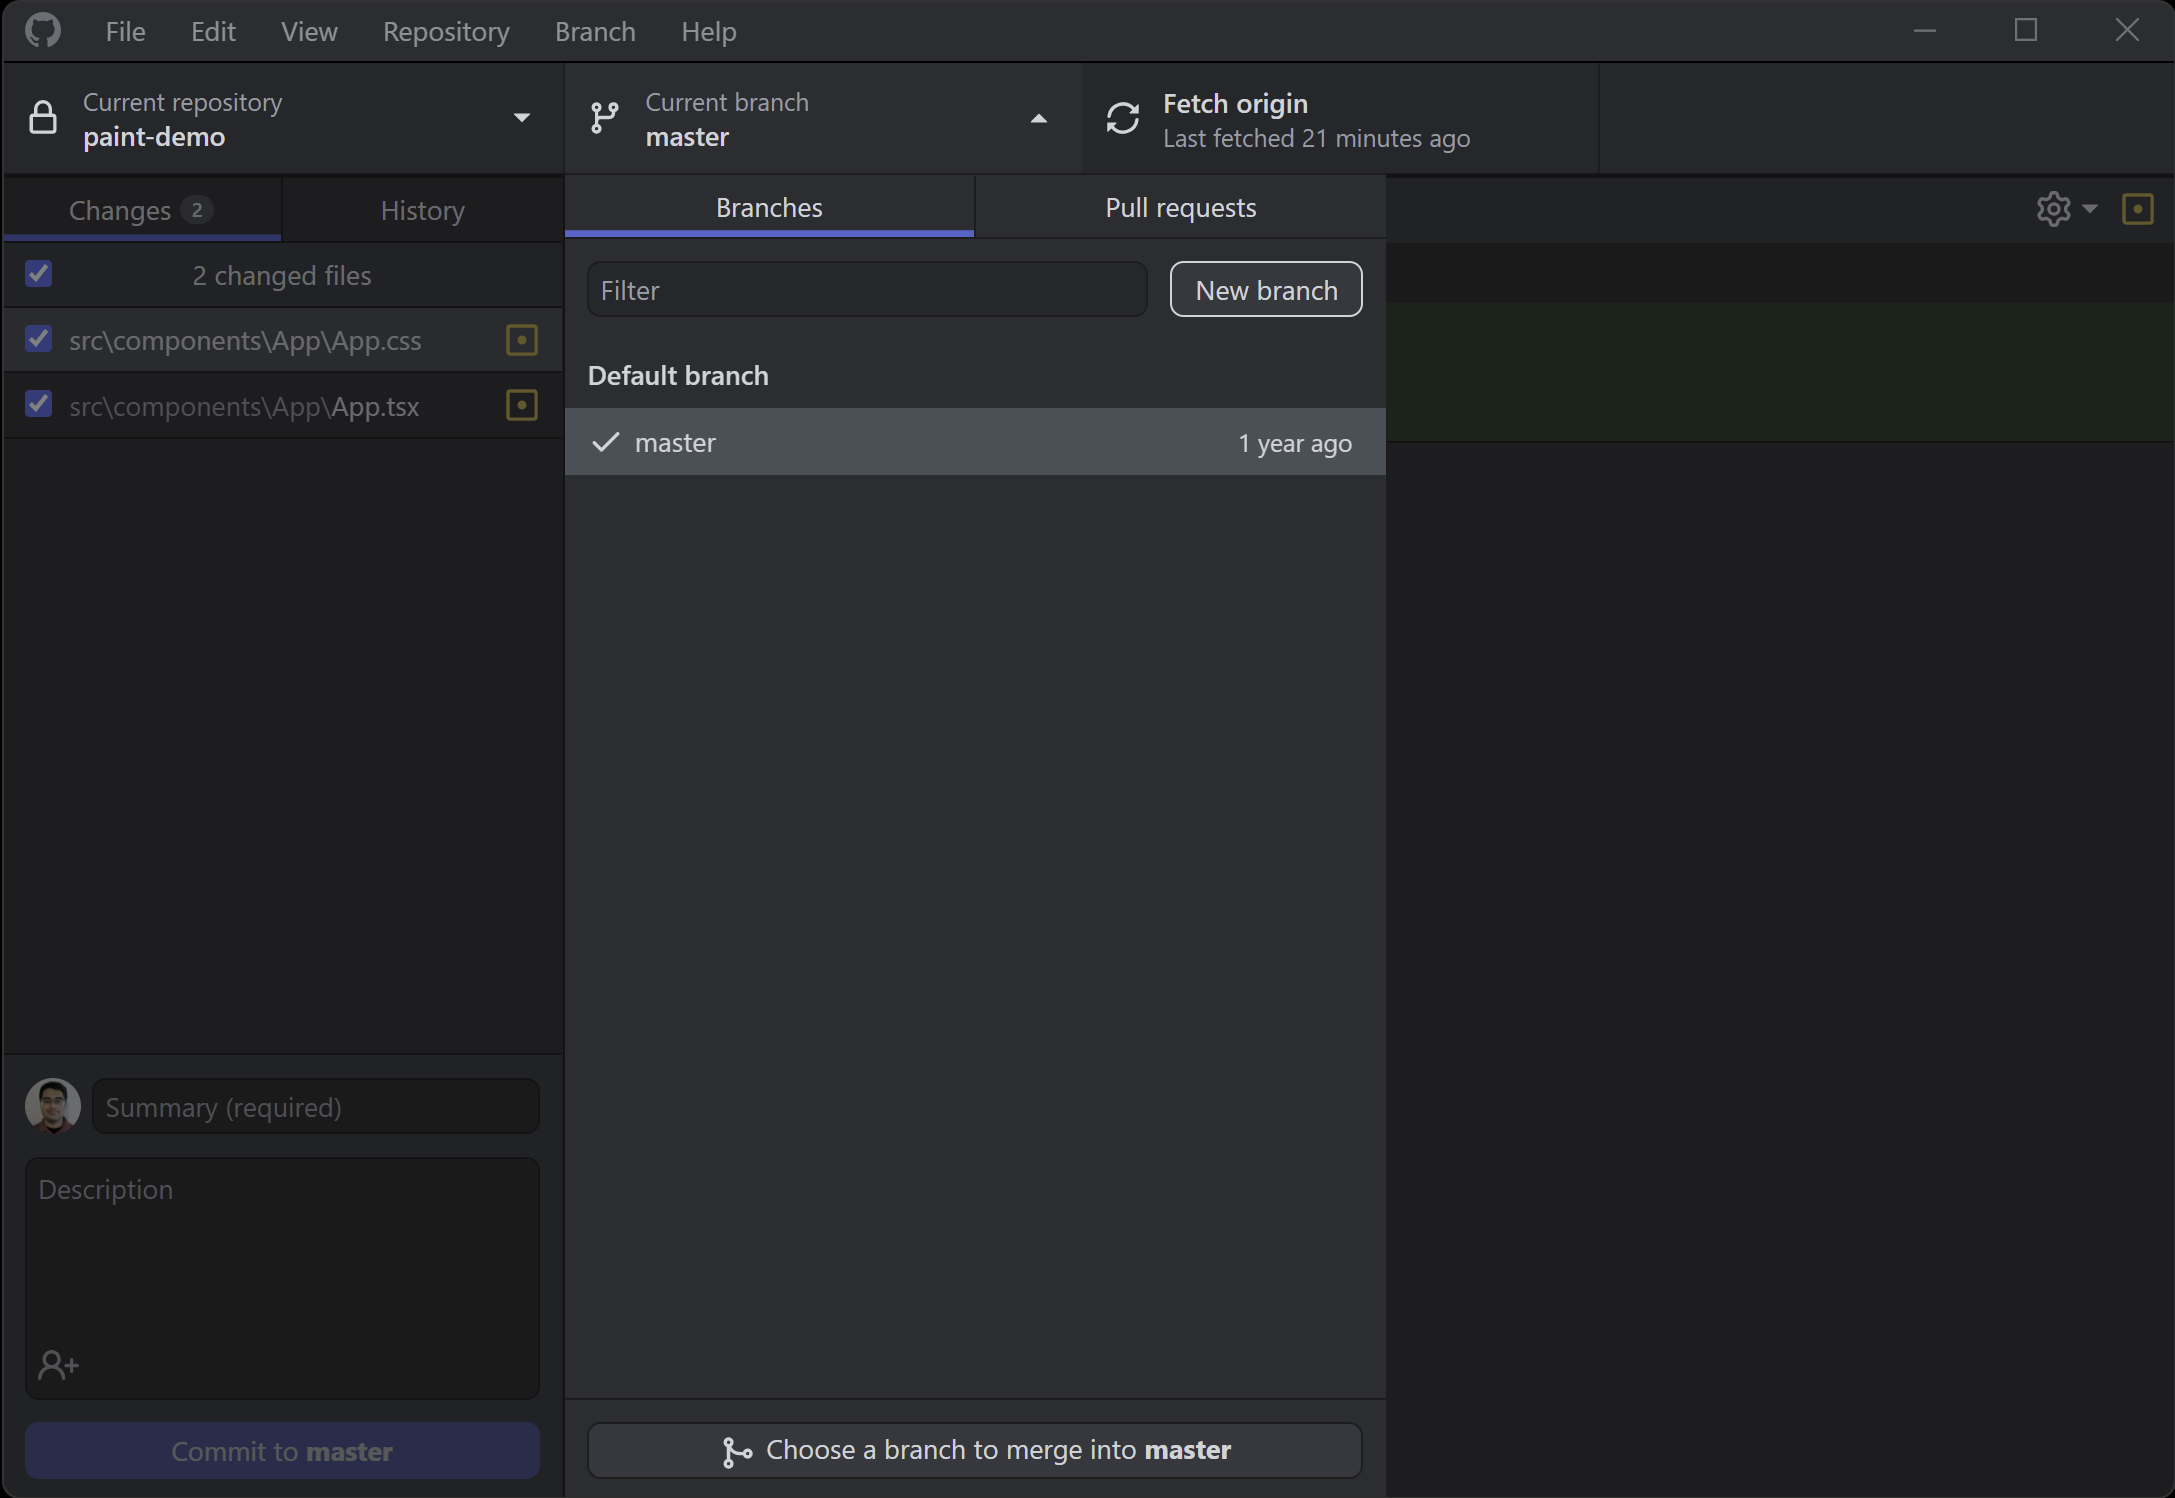 File Edit View Repository Branch Help
Current repository
paint-demo
Current branch
master
Fetch origin
Last fetched 21 minutes ago
Changes 2
History
Branches
Pull requests
2 changed files
src\components\App\App.css
src\components\App\App.tsx
Filter
New branch
Default branch
master
1 year ago
Summary (required)
Description
Commit to master
Choose a branch to merge into master